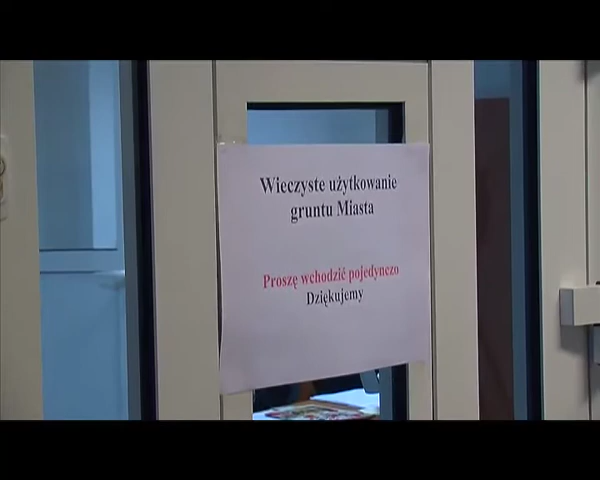 Wieczyste użytkowanie
gruntu Miasta
Proszę wchodzić pojedynczo
Dziękujemy